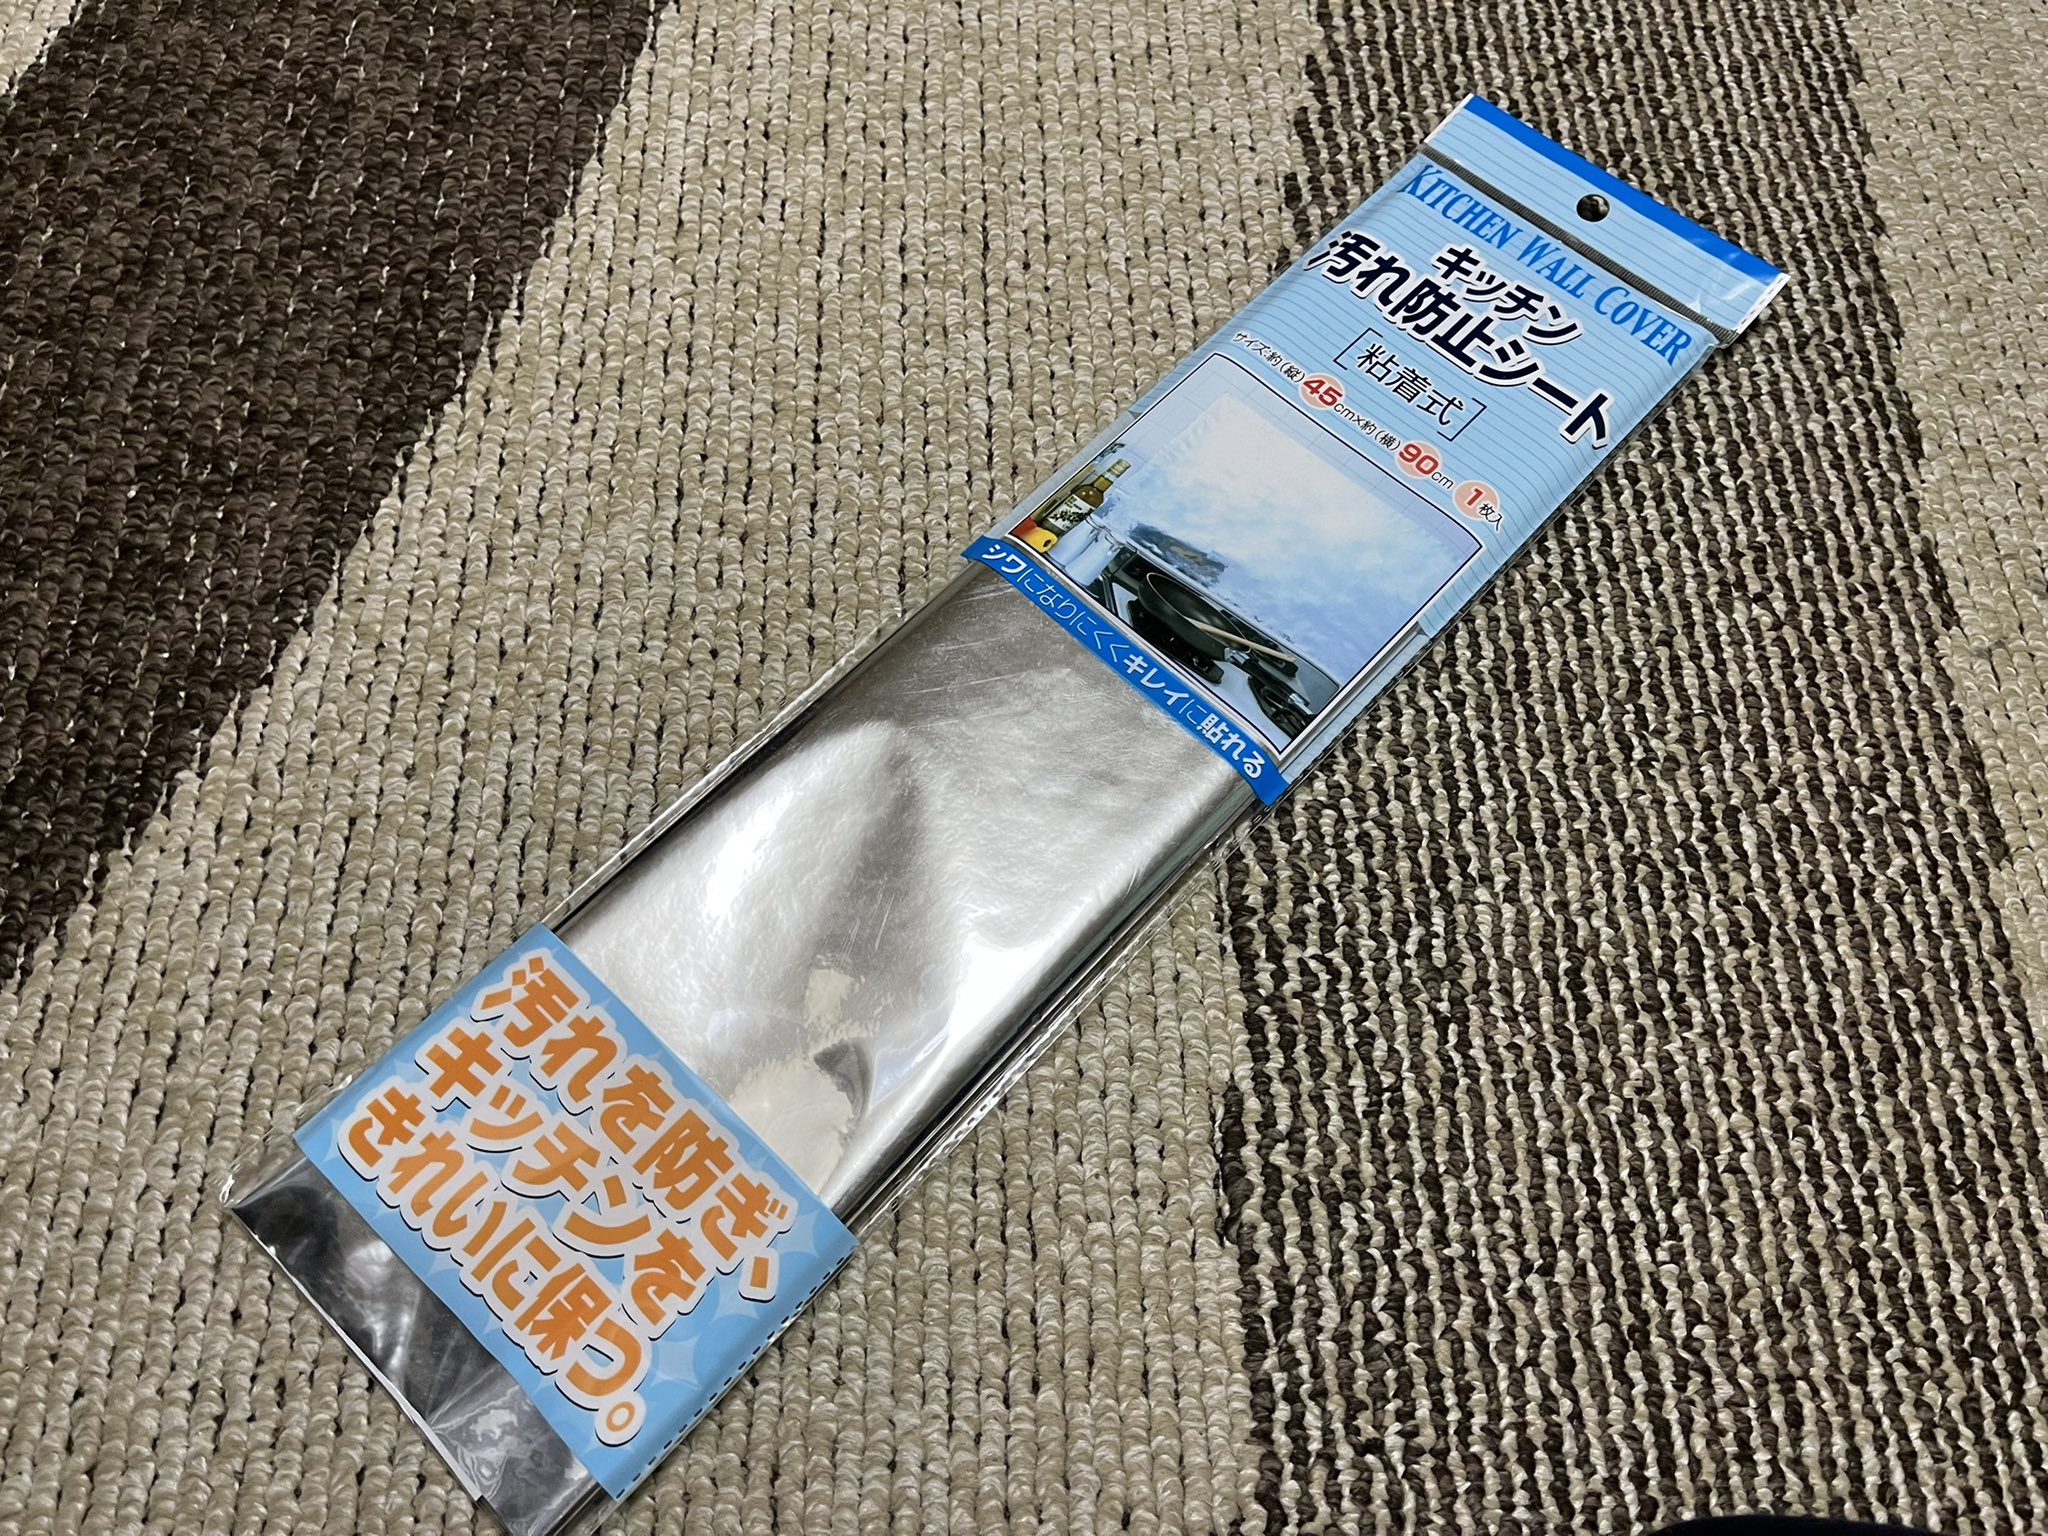 KITCHEN WALL COVER
キッチン
汚れ防止シート
[粘着式]
サイズ:約(縦)45cm×約(横)90cm 1枚入
シワになりにくくキレイに貼れる
汚れを防ぎ、
キッチンを
きれいに保つ。